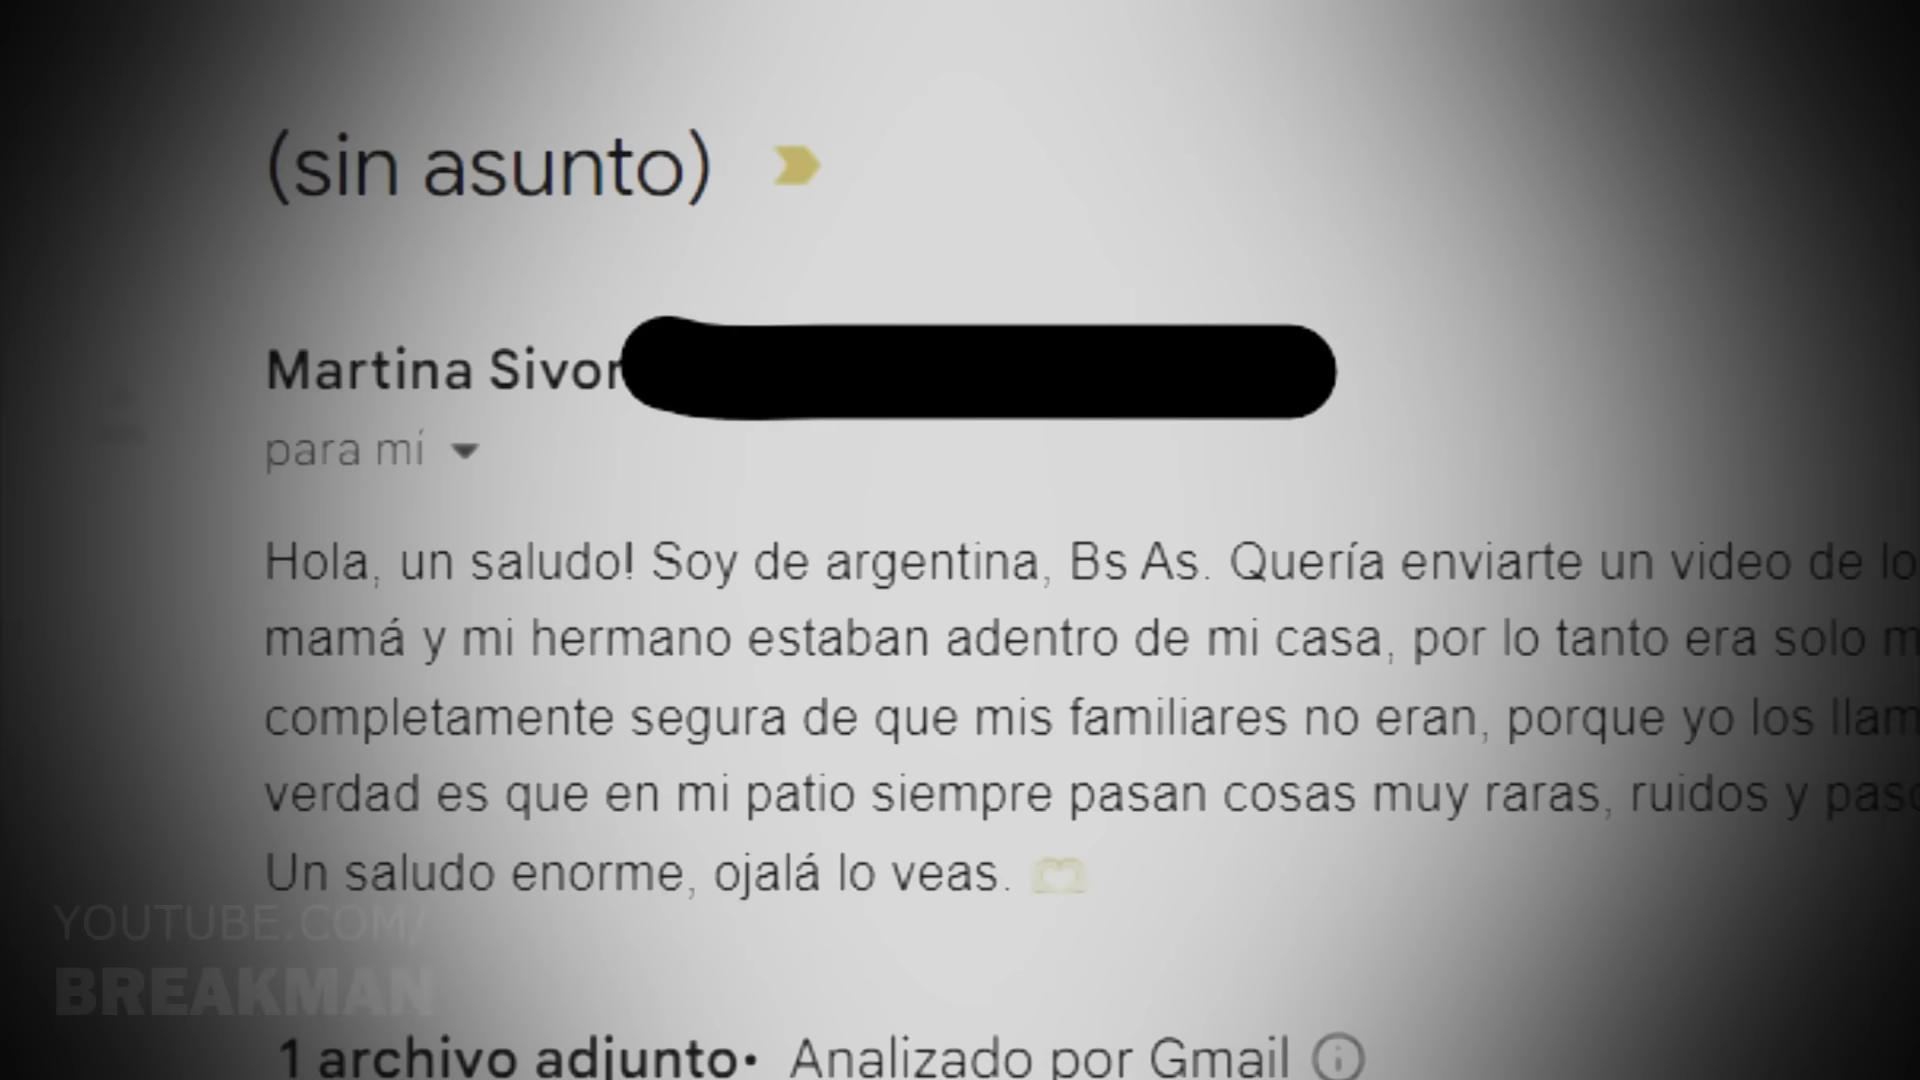 (sin asunto)
Martina Sivor
para mí
Hola, un saludo! Soy de argentina, Bs As. Quería enviarte un video de lo
mamá y mi hermano estaban adentro de mi casa, por lo tanto era solo m
completamente segura de que mis familiares no eran, porque yo los llam
verdad es que en mi patio siempre pasan cosas muy raras, ruidos y paso
Un saludo enorme, ojalá lo veas.
YOUTUBE.COM/
BREAKMAN
1 archivo adjunto• Analizado por Gmail